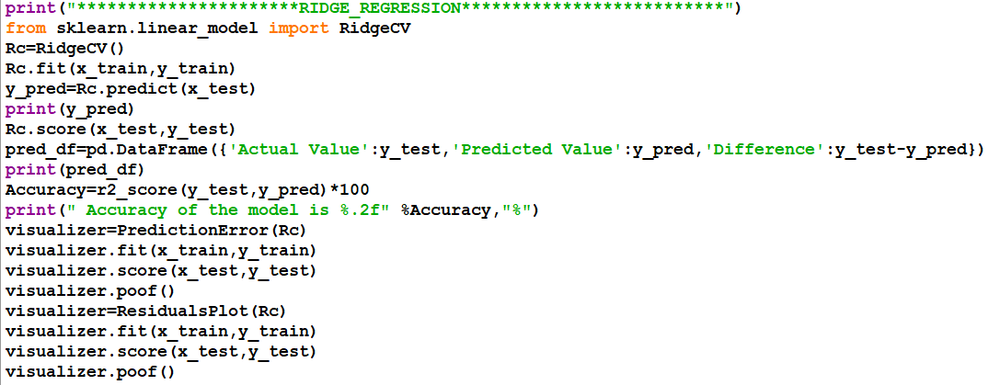 print("**********************RIDGE_REGRESSION**************************")
from sklearn.linear_model import RidgeCV
Rc=RidgeCV()
Rc.fit(x_train,y_train)
y_pred=Rc.predict(x_test)
print(y_pred)
Rc.score(x_test,y_test)
pred_df=pd.DataFrame({'Actual Value':y_test,'Predicted Value':y_pred,'Difference':y_test-y_pred})
print(pred_df)
Accuracy=r2_score(y_test,y_pred)*100
print(" Accuracy of the model is %.2f" %Accuracy,"%")
visualizer=PredictionError(Rc)
visualizer.fit(x_train,y_train)
visualizer.score(x_test,y_test)
visualizer.poof()
visualizer=ResidualsPlot(Rc)
visualizer.fit(x_train,y_train)
visualizer.score(x_test,y_test)
visualizer.poof()